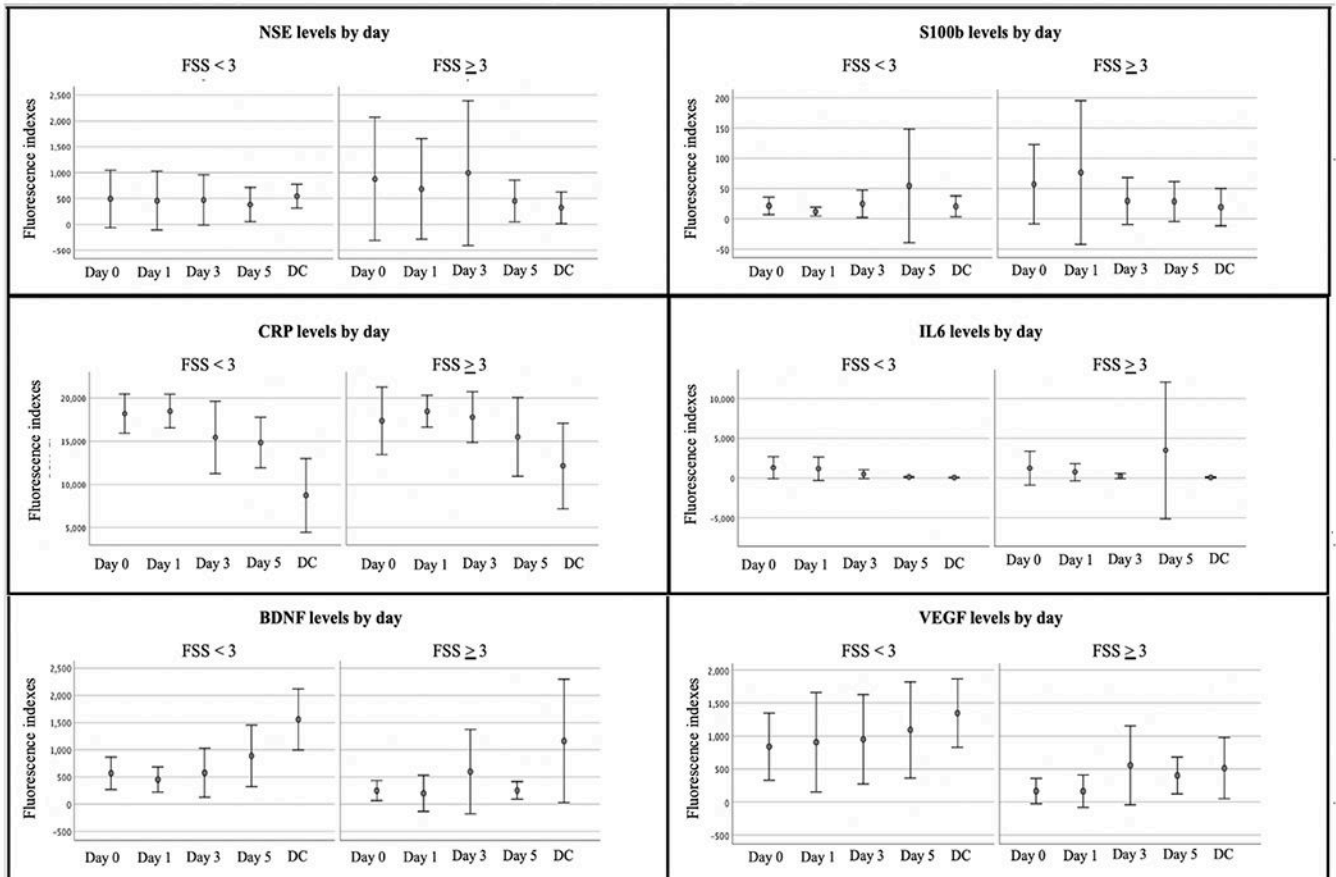 NSE levels by day
FSS < 3 FSS ≥ 3
Fluorescence indexes
2,500
2,000
1,500
1,000
500
0
-500
Day 0 Day 1 Day 3 Day 5 DC Day 0 Day 1 Day 3 Day 5 DC
S100b levels by day
FSS < 3 FSS ≥ 3
Fluorescence indexes
200
150
100
50
0
-50
Day 0 Day 1 Day 3 Day 5 DC Day 0 Day 1 Day 3 Day 5 DC
CRP levels by day
FSS < 3 FSS ≥ 3
Fluorescence indexes
20,000
15,000
10,000
5,000
Day 0 Day 1 Day 3 Day 5 DC Day 0 Day 1 Day 3 Day 5 DC
IL6 levels by day
FSS < 3 FSS ≥ 3
Fluorescence indexes
10,000
5,000
0
-5,000
Day 0 Day 1 Day 3 Day 5 DC Day 0 Day 1 Day 3 Day 5 DC
BDNF levels by day
FSS < 3 FSS ≥ 3
Fluorescence indexes
2,500
2,000
1,500
1,000
500
0
-500
Day 0 Day 1 Day 3 Day 5 DC Day 0 Day 1 Day 3 Day 5 DC
VEGF levels by day
FSS < 3 FSS ≥ 3
Fluorescence indexes
2,000
1,500
1,000
500
0
-500
Day 0 Day 1 Day 3 Day 5 DC Day 0 Day 1 Day 3 Day 5 DC